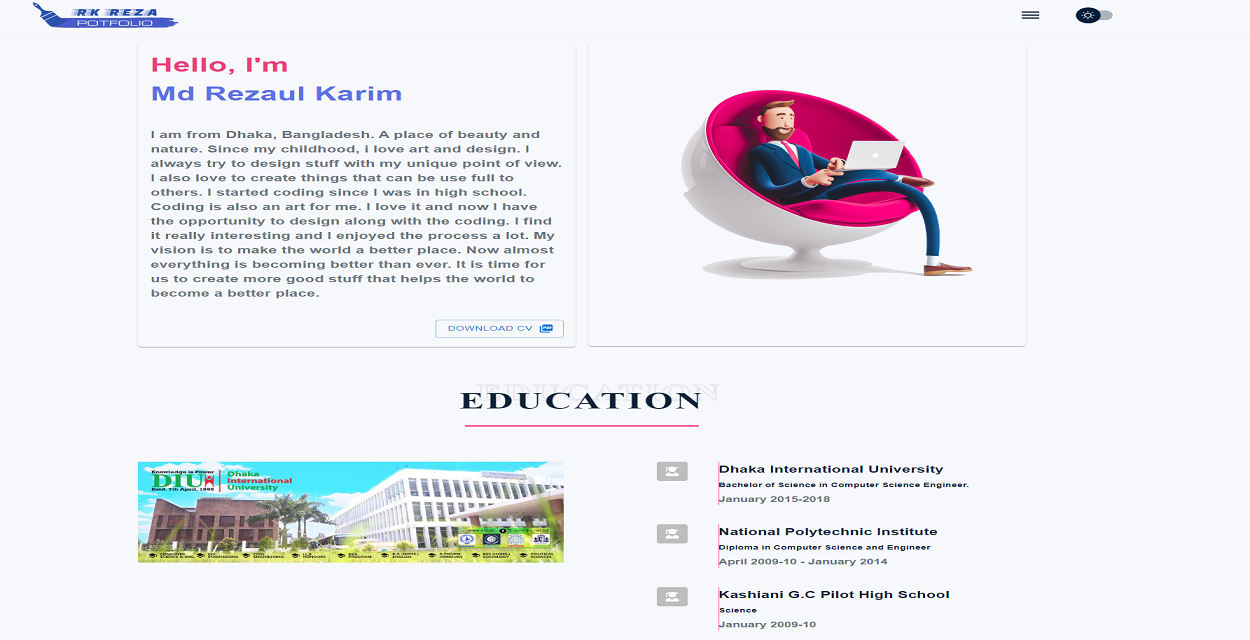 RK REZA
POTFOLIO
Hello, I'm
Md Rezaul Karim
I am from Dhaka, Bangladesh. A place of beauty and
nature. Since my childhood, i love art and design. I
always try to design stuff with my unique point of view.
I also love to create things that can be use full to
others. I started coding since I was in high school.
Coding is also an art for me. I love it and now I have
the opportunity to design along with the coding. I find
it really interesting and I enjoyed the process a lot. My
vision is to make the world a better place. Now almost
everything is becoming better than ever. It is time for
us to create more good stuff that helps the world to
become a better place.
DOWNLOAD CV PDF
EDUCATION
EDUCATION
Knowledge is Power
DIU
Estd. 7th April, 1995
Dhaka
International
University
Dhaka International University
Bachelor of Science in Computer Science Engineer.
January 2015-2018
National Polytechnic Institute
Diploma in Computer Science and Engineer
April 2009-10 - January 2014
Kashiani G.C Pilot High School
Science
January 2009-10